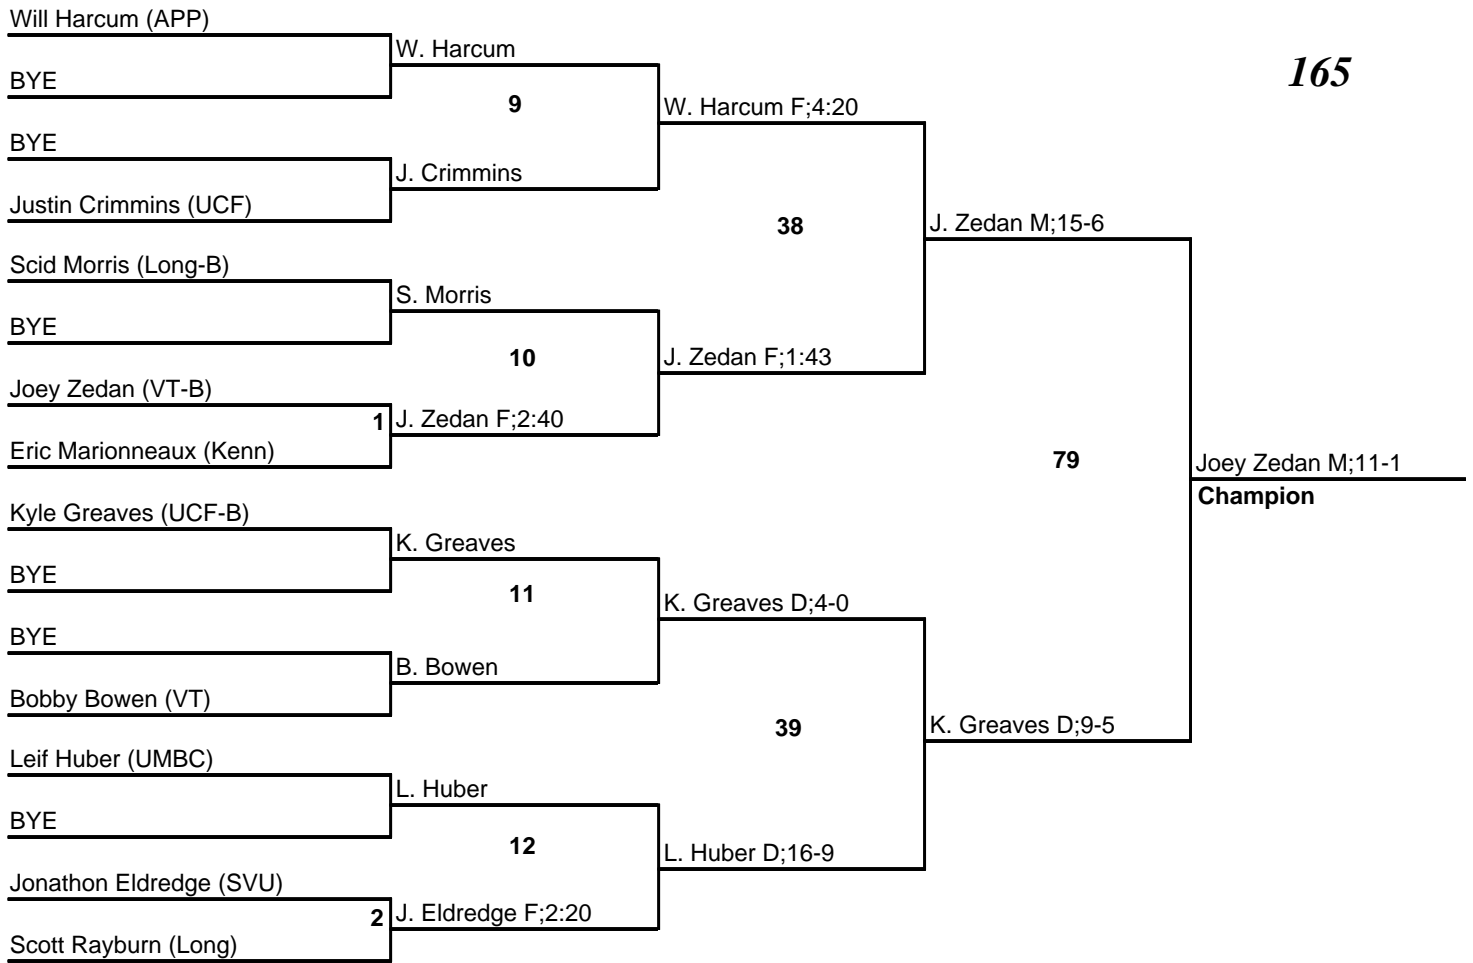 Will Harcum (APP)
W. Harcum
165
BYE
9
W. Harcum F;4:20
BYE
J. Crimmins
Justin Crimmins (UCF)
38
J. Zedan M;15-6
Scid Morris (Long-B)
S. Morris
BYE
10
J. Zedan F;1:43
Joey Zedan (VT-B)
1
J. Zedan F;2:40
Eric Marionneaux (Kenn)
79
Joey Zedan M;11-1
Champion
Kyle Greaves (UCF-B)
K. Greaves
BYE
11
K. Greaves D;4-0
BYE
B. Bowen
Bobby Bowen (VT)
39
K. Greaves D;9-5
Leif Huber (UMBC)
L. Huber
BYE
12
L. Huber D;16-9
Jonathon Eldredge (SVU)
2
J. Eldredge F;2:20
Scott Rayburn (Long)